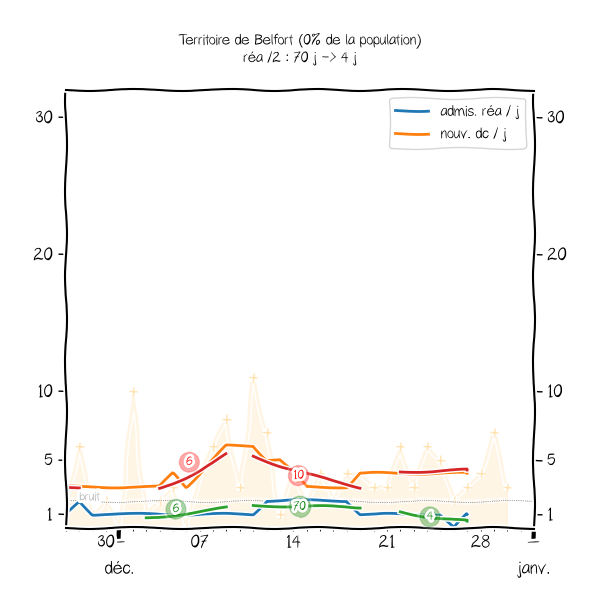 Territoire de Belfort (0% de la population)
réa /2 : 70 j -> 4 j
admis. réa / j
nouv. dc / j
30 30
20 20
10 10
5 5
1 1
6
10
bruit
6
70
4
30 07 14 21 28
déc. janv.